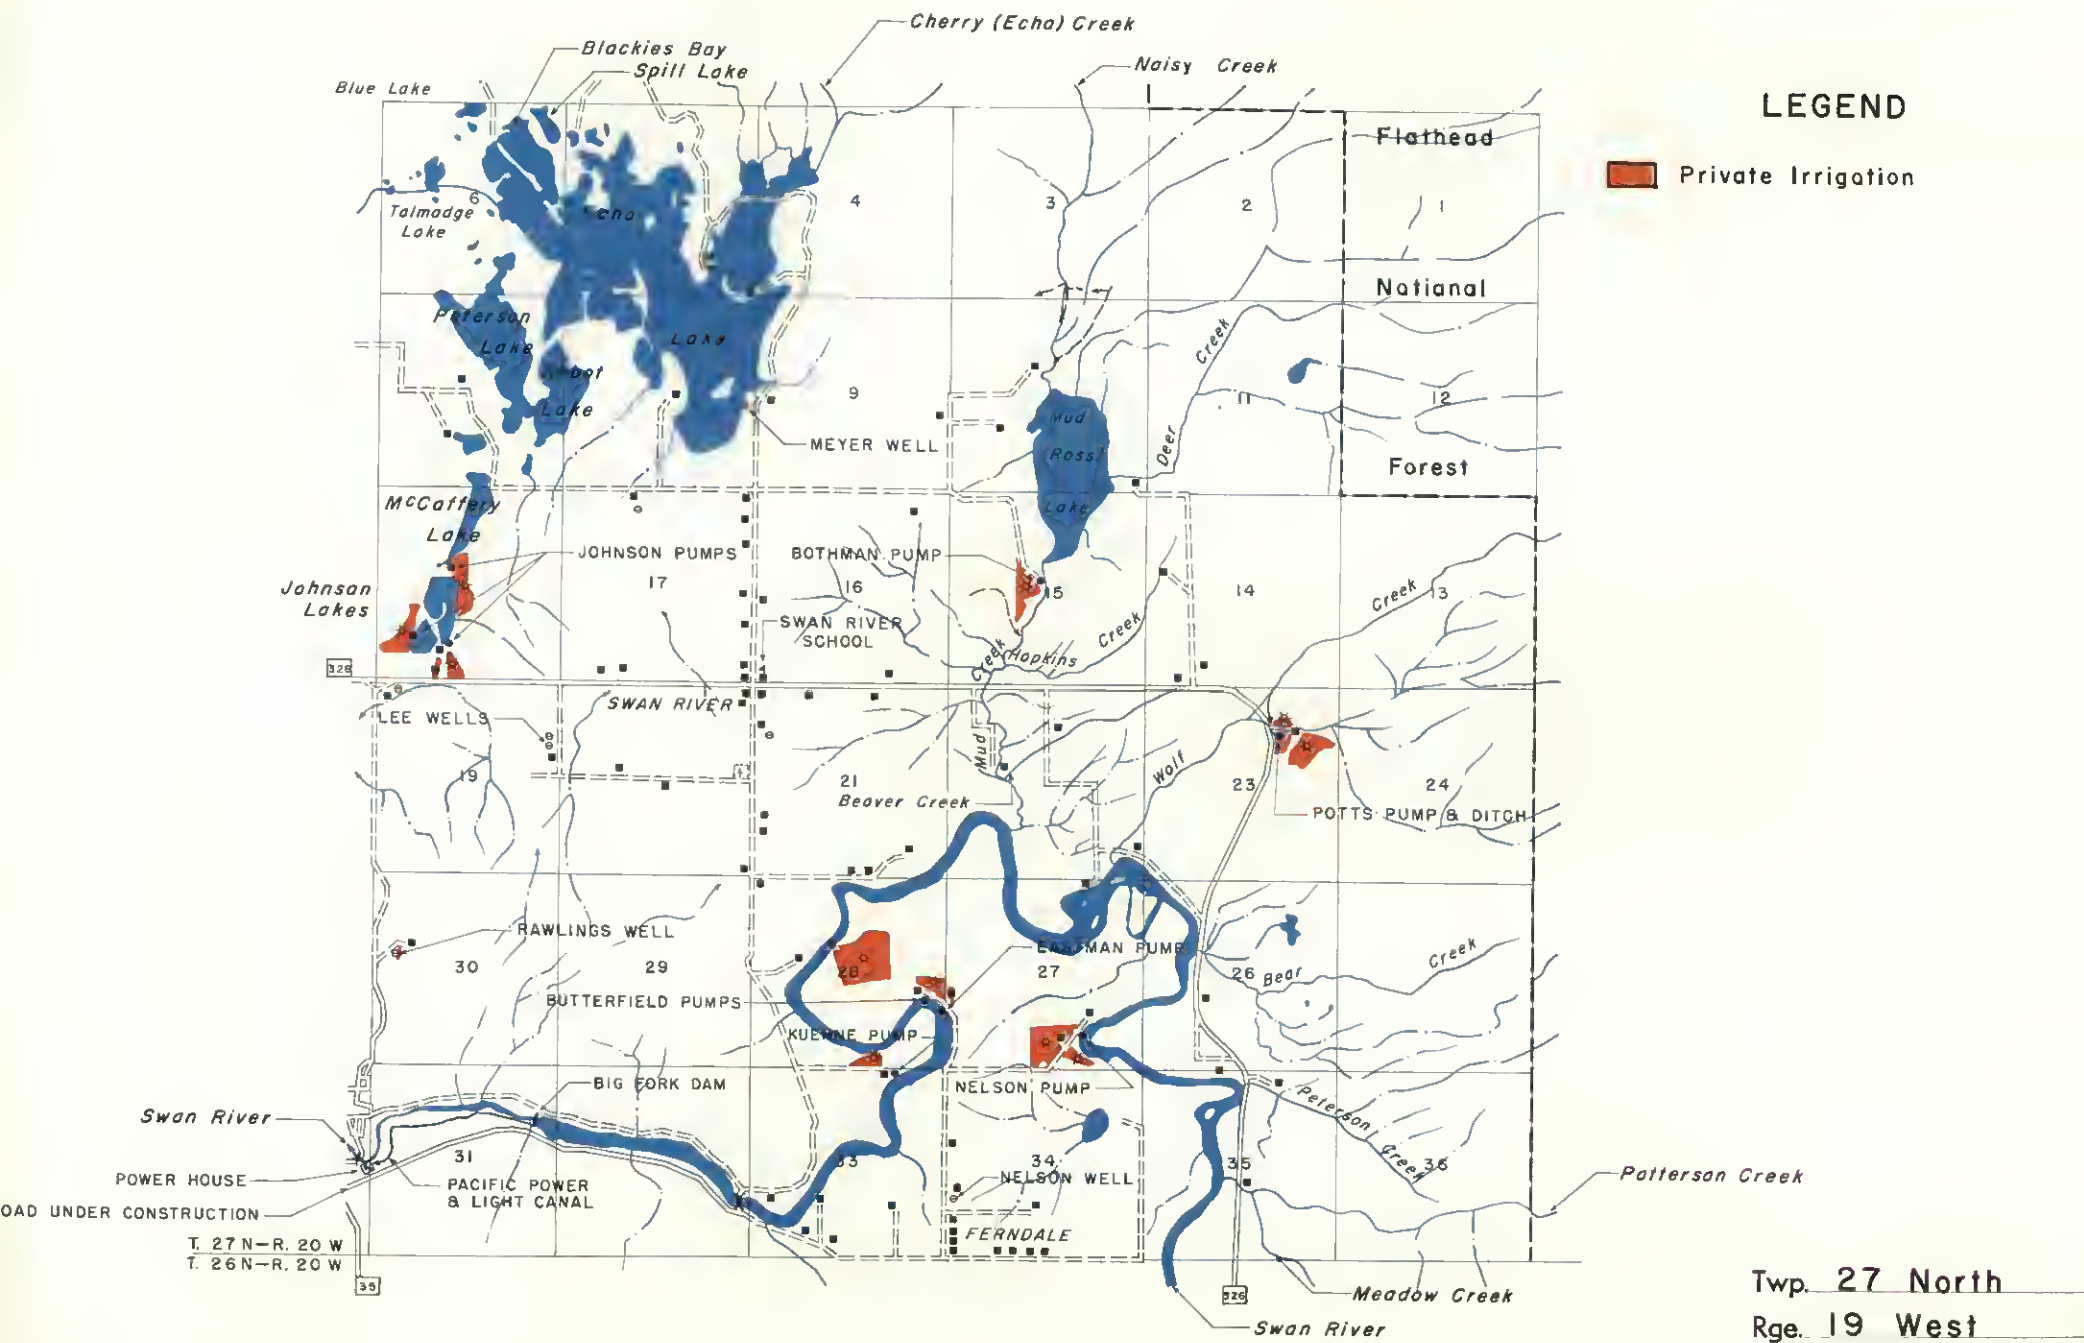 Cherry (Echo) Creek
Blackies Bay
Spill Lake
Noisy Creek
Blue Lake
LEGEND
Flathead
Private Irrigation
6
4
3
2
1
Talmadge
Lake
National
Peterson
Lake
Lake
Creek
Lake
9
11
12
Mud
(Ross)
Lake
Deer
MEYER WELL
Forest
McCaffery
Lake
JOHNSON PUMPS
BOTHMAN PUMP
17
16
15
14
13
Creek
Johnson
Lakes
SWAN RIVER
SCHOOL
Creek
Hopkins
Creek
328
SWAN RIVER
LEE WELLS
Mud
Wolf
19
21
23
24
Beaver Creek
POTTS PUMP & DITCH
RAWLINGS WELL
EASTMAN PUMP
Creek
30
29
28
27
26
Bear
BUTTERFIELD PUMPS
KUEHNE PUMP
BIG FORK DAM
NELSON PUMP
Peterson
Creek
Swan River
31
33
34
35
36
POWER HOUSE
PACIFIC POWER
& LIGHT CANAL
NELSON WELL
Patterson Creek
OAD UNDER CONSTRUCTION
FERNDALE
T. 27 N–R. 20 W
T. 26 N–R. 20 W
35
326
Meadow Creek
Swan River
Twp. 27 North
Rge. 19 West